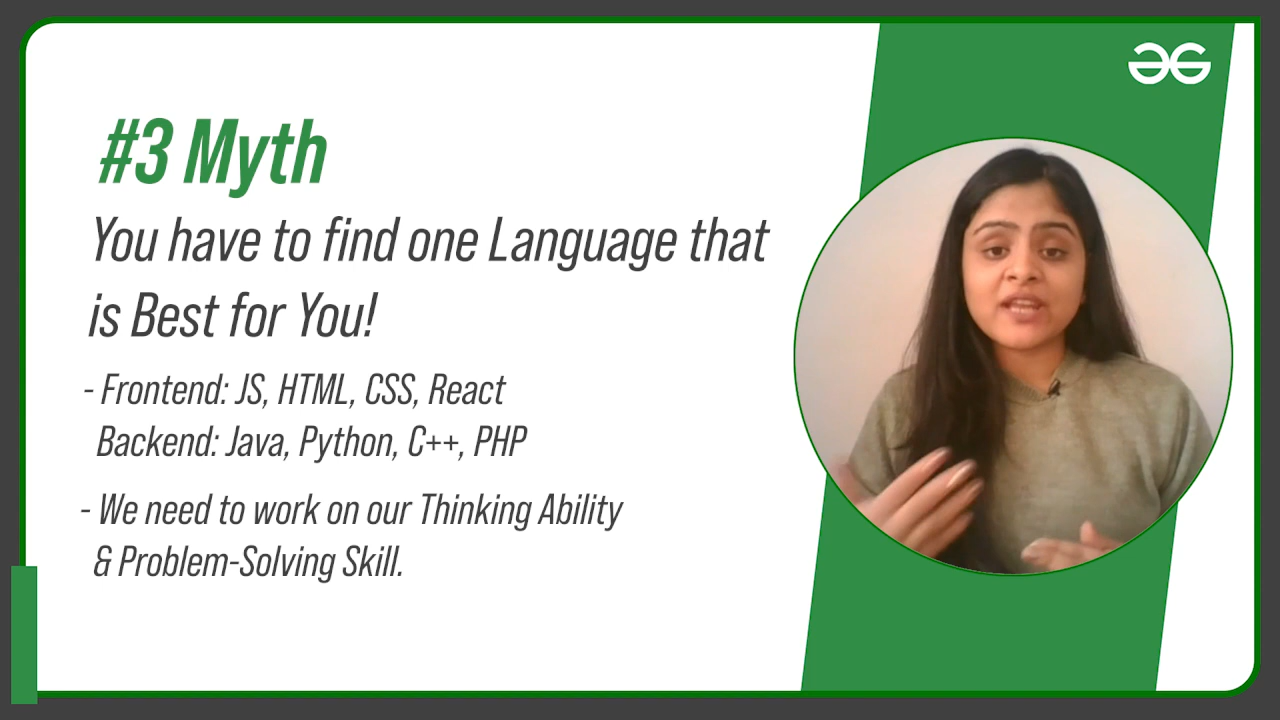 #3 Myth
You have to find one Language that
is Best for You!
- Frontend: JS, HTML, CSS, React
Backend: Java, Python, C++, PHP
- We need to work on our Thinking Ability
& Problem-Solving Skill.